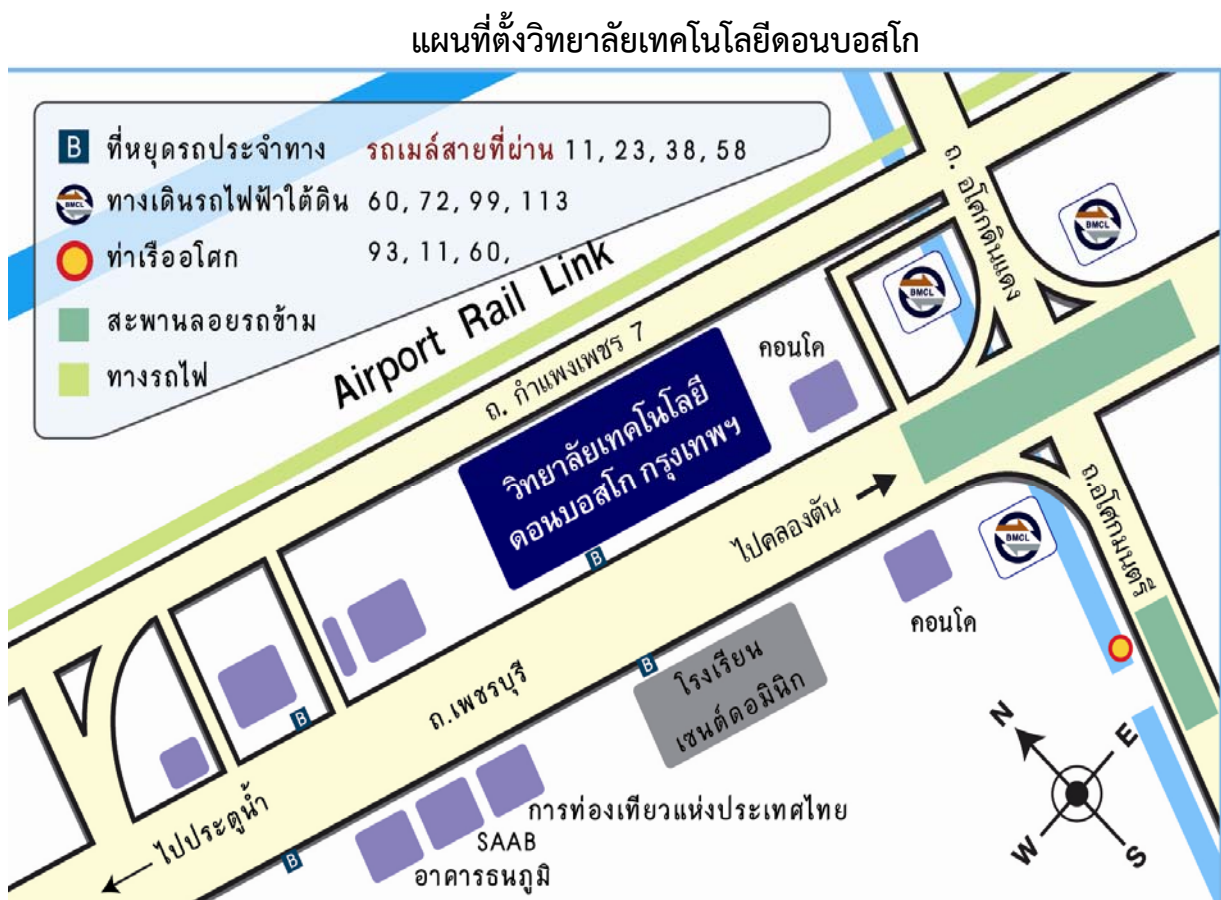 แผนที่ตั้งวิทยาลัยเทคโนโลยีดอนบอสโก
B ที่หยุดรถประจำทาง รถเมล์สายที่ผ่าน 11, 23, 38, 58
BMCL ทางเดินรถไฟฟ้าใต้ดิน 60, 72, 99, 113
ท่าเรืออโศก 93, 11, 60,
สะพานลอยรถข้าม
ทางรถไฟ
Airport Rail Link
ถ. กำแพงเพชร 7
ถ. อโศกดินแดง
BMCL
BMCL
คอนโด
วิทยาลัยเทคโนโลยี
ดอนบอสโก กรุงเทพฯ
B
ไปคลองตัน
ถ.อโศกมนตรี
BMCL
คอนโด
B
โรงเรียน
เซนต์ดอมินิก
ถ.เพชรบุรี
B
ไปประตูน้ำ
B
การท่องเที่ยวแห่งประเทศไทย
SAAB
อาคารธนภูมิ
N
E
W
S